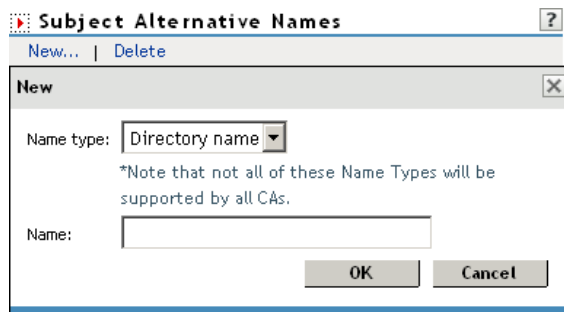 Subject Alternative Names ?
New... | Delete
New
Name type: Directory name
*Note that not all of these Name Types will be
supported by all CAs.
Name:
OK Cancel